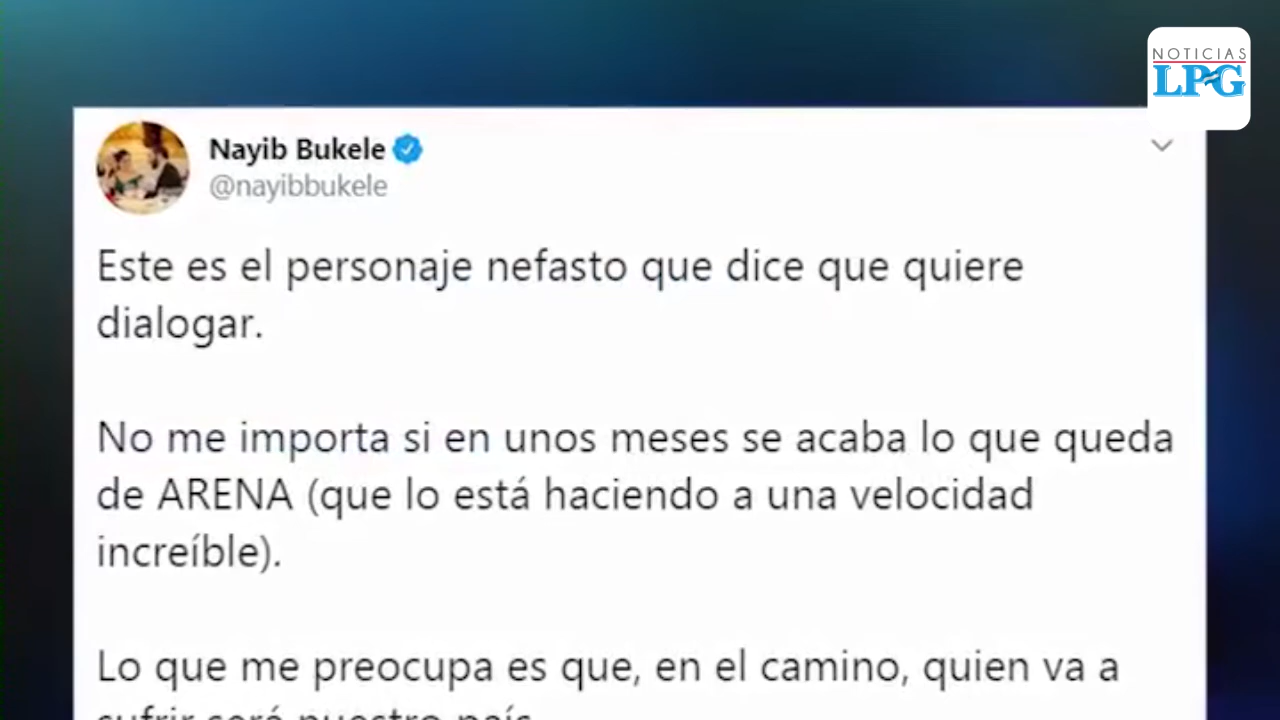 NOTICIAS
LPG
Nayib Bukele
@nayibbukele
Este es el personaje nefasto que dice que quiere
dialogar.
No me importa si en unos meses se acaba lo que queda
de ARENA (que lo está haciendo a una velocidad
increíble).
Lo que me preocupa es que, en el camino, quien va a
sufrir será nuestro país